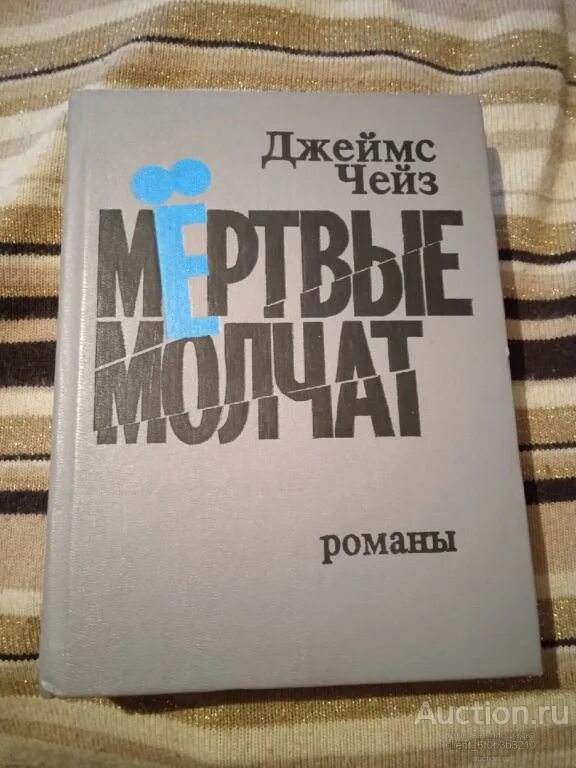 Джеймс
Чейз
МЁРТВЫЕ
МОЛЧАТ
романы
Auction.ru